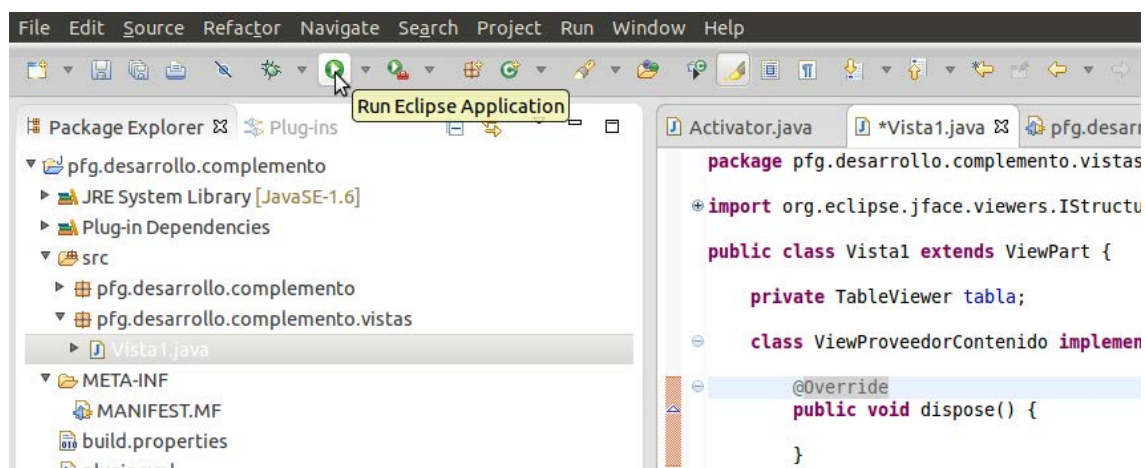 File Edit Source Refactor Navigate Search Project Run Window Help
Run Eclipse Application
Package Explorer Plug-ins
pfg.desarrollo.complemento
JRE System Library [JavaSE-1.6]
Plug-in Dependencies
src
pfg.desarrollo.complemento
pfg.desarrollo.complemento.vistas
Vista1.java
META-INF
MANIFEST.MF
build.properties
Activator.java *Vista1.java pfg.desarr
package pfg.desarrollo.complemento.vistas
import org.eclipse.jface.viewers.IStructu
public class Vista1 extends ViewPart {
private TableViewer tabla;
class ViewProveedorContenido implemen
@Override
public void dispose() {
}